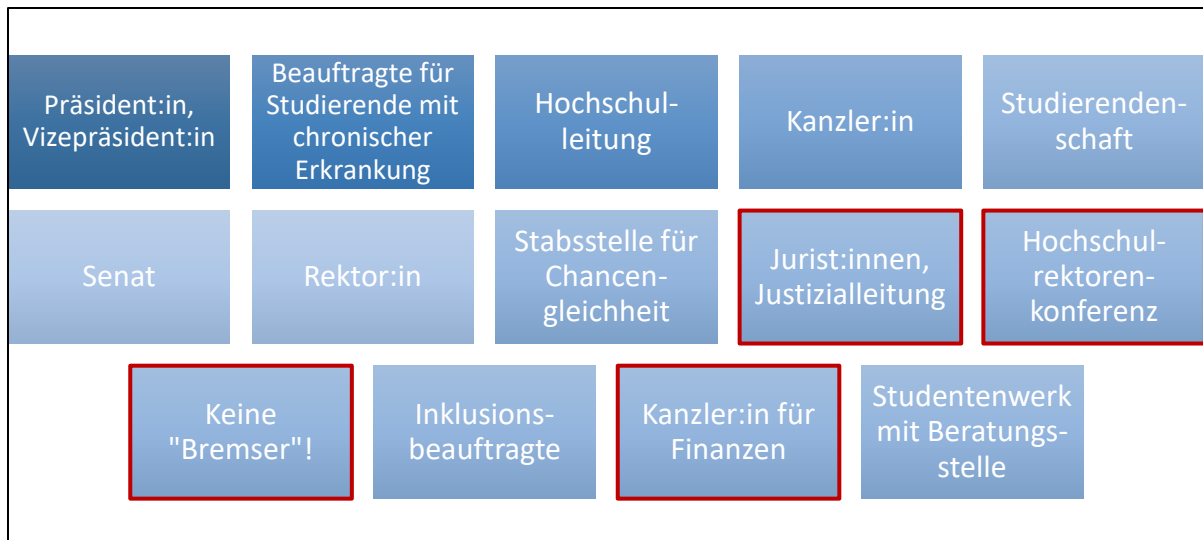 Präsident:in,
Vizepräsident:in
Beauftragte für
Studierende mit
chronischer
Erkrankung
Hochschul-
leitung
Kanzler:in
Studierenden-
schaft
Senat
Rektor:in
Stabsstelle für
Chancen-
gleichheit
Jurist:innen,
Justizialleitung
Hochschul-
rektoren-
konferenz
Keine
"Bremser"!
Inklusions-
beauftragte
Kanzler:in für
Finanzen
Studentenwerk
mit Beratungs-
stelle